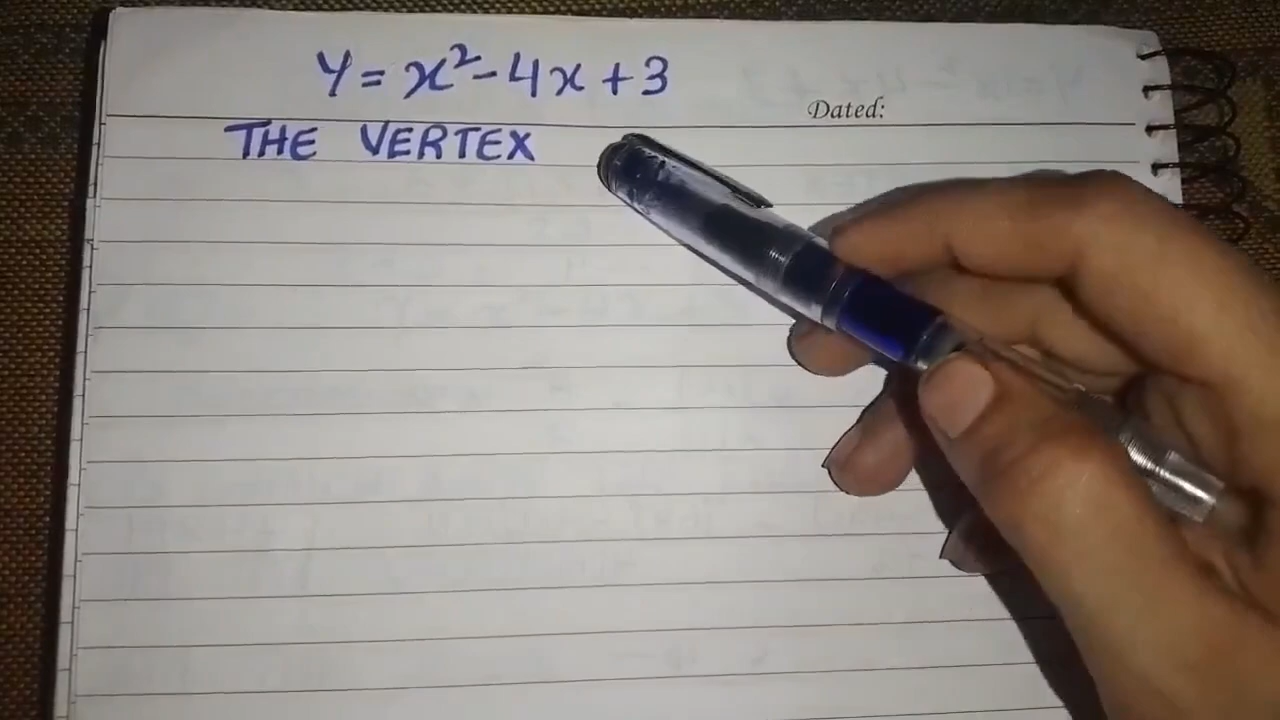 Y = x² - 4x + 3
Dated:
THE VERTEX